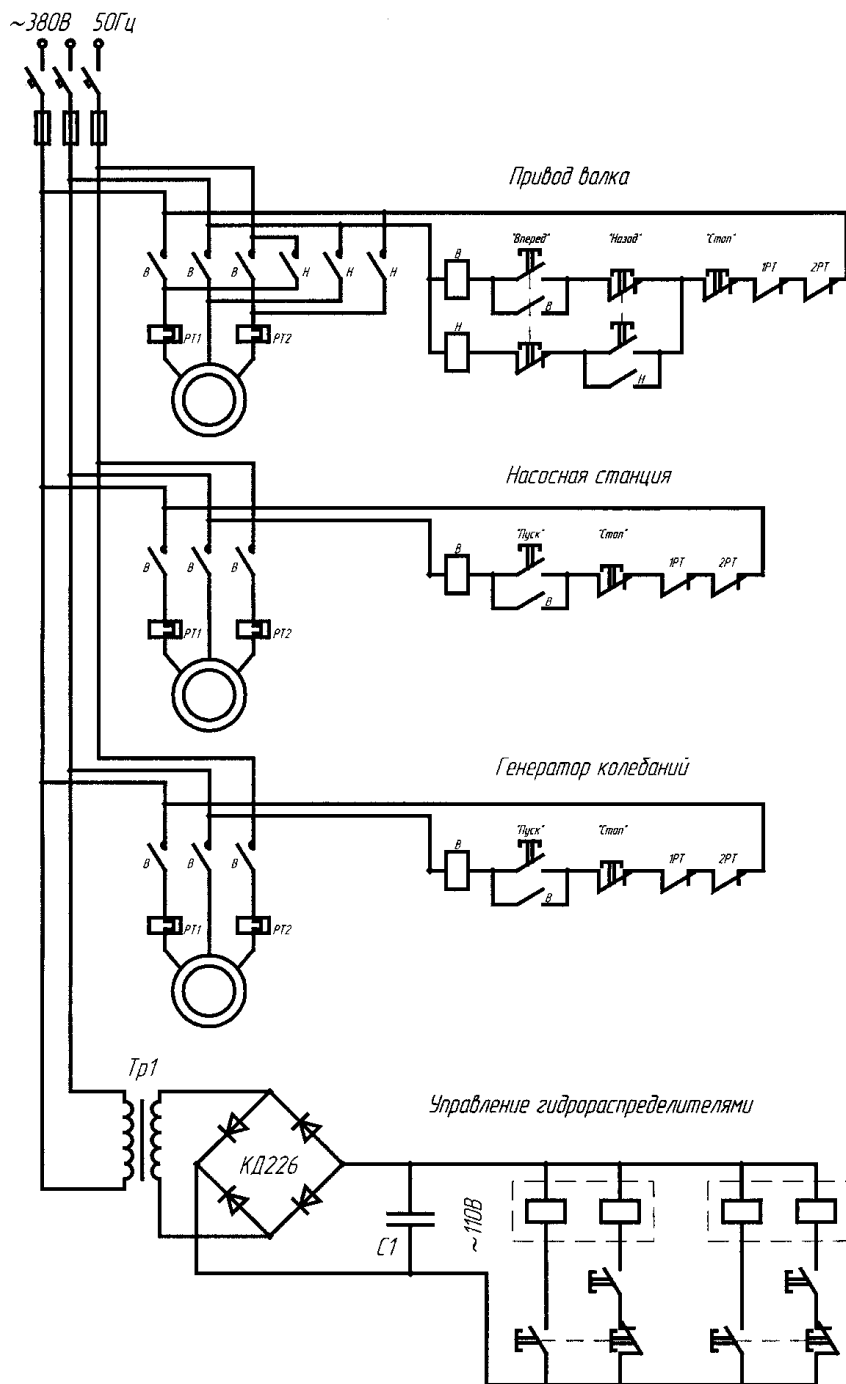 ~380В 50Гц
Привод валка
"Вперед" "Назад" "Стоп"
В 1РТ 2РТ
В В В Н Н Н
В
РТ1 РТ2 Н
Н
Насосная станция
"Пуск" "Стоп"
В 1РТ 2РТ
В В В
В
РТ1 РТ2
Генератор колебаний
"Пуск" "Стоп"
В 1РТ 2РТ
В В В
В
РТ1 РТ2
Тр1
Управление гидрораспределителями
КД226
С1
~110В